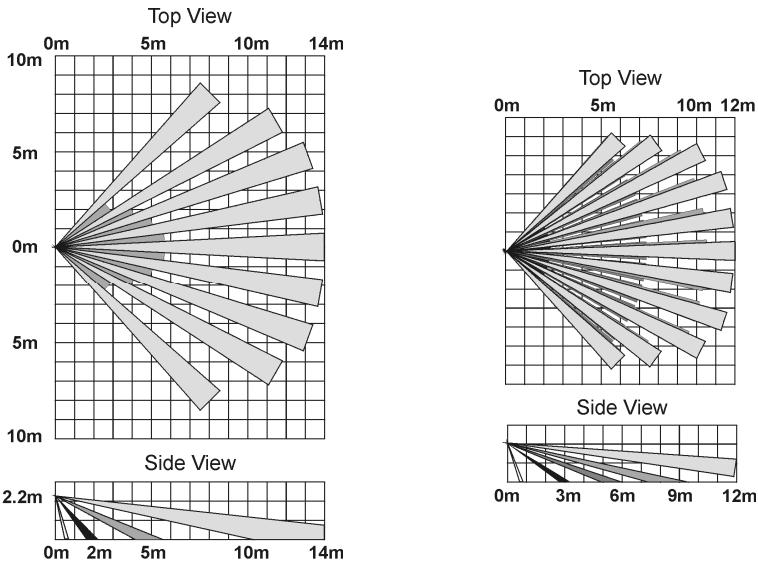 Top View
0m 5m 10m 14m
10m
5m
0m
5m
10m
Side View
2.2m
0m 2m 5m 10m 14m
Top View
0m 5m 10m 12m
Side View
0m 3m 6m 9m 12m